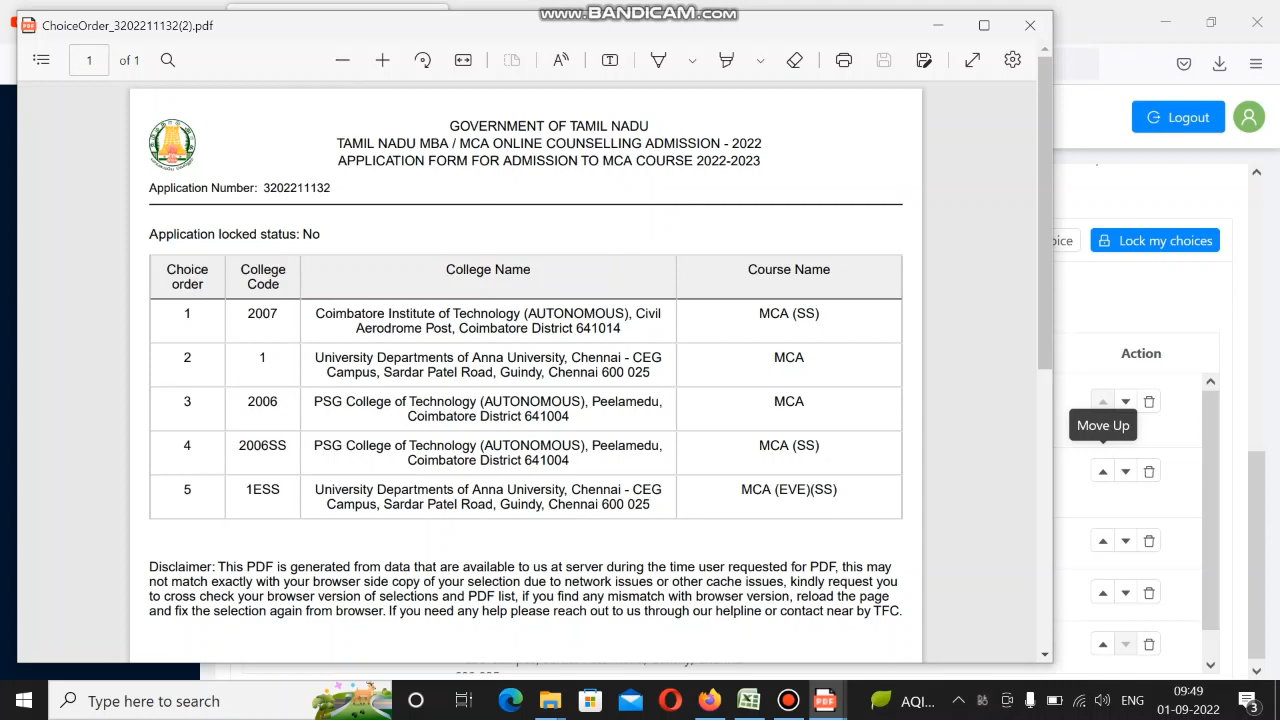 www.BANDICAM.com
ChoiceOrder_3202211132(2).pdf
1 of 1
Logout
GOVERNMENT OF TAMIL NADU
TAMIL NADU MBA / MCA ONLINE COUNSELLING ADMISSION - 2022
APPLICATION FORM FOR ADMISSION TO MCA COURSE 2022-2023
Application Number: 3202211132
Application locked status: No
oice
Lock my choices
Choice order College Code College Name Course Name
1 2007 Coimbatore Institute of Technology (AUTONOMOUS), Civil MCA (SS)
Aerodrome Post, Coimbatore District 641014
2 1 University Departments of Anna University, Chennai - CEG MCA
Campus, Sardar Patel Road, Guindy, Chennai 600 025
3 2006 PSG College of Technology (AUTONOMOUS), Peelamedu, MCA
Coimbatore District 641004
4 2006SS PSG College of Technology (AUTONOMOUS), Peelamedu, MCA (SS)
Coimbatore District 641004
5 1ESS University Departments of Anna University, Chennai - CEG MCA (EVE)(SS)
Campus, Sardar Patel Road, Guindy, Chennai 600 025
Action
Move Up
Disclaimer: This PDF is generated from data that are available to us at server during the time user requested for PDF, this may
not match exactly with your browser side copy of your selection due to network issues or other cache issues, kindly request you
to cross check your browser version of selections and PDF list, if you find any mismatch with browser version, reload the page
and fix the selection again from browser. If you need any help please reach out to us through our helpline or contact near by TFC.
Type here to search
AQI...
ENG
09:49
01-09-2022
3